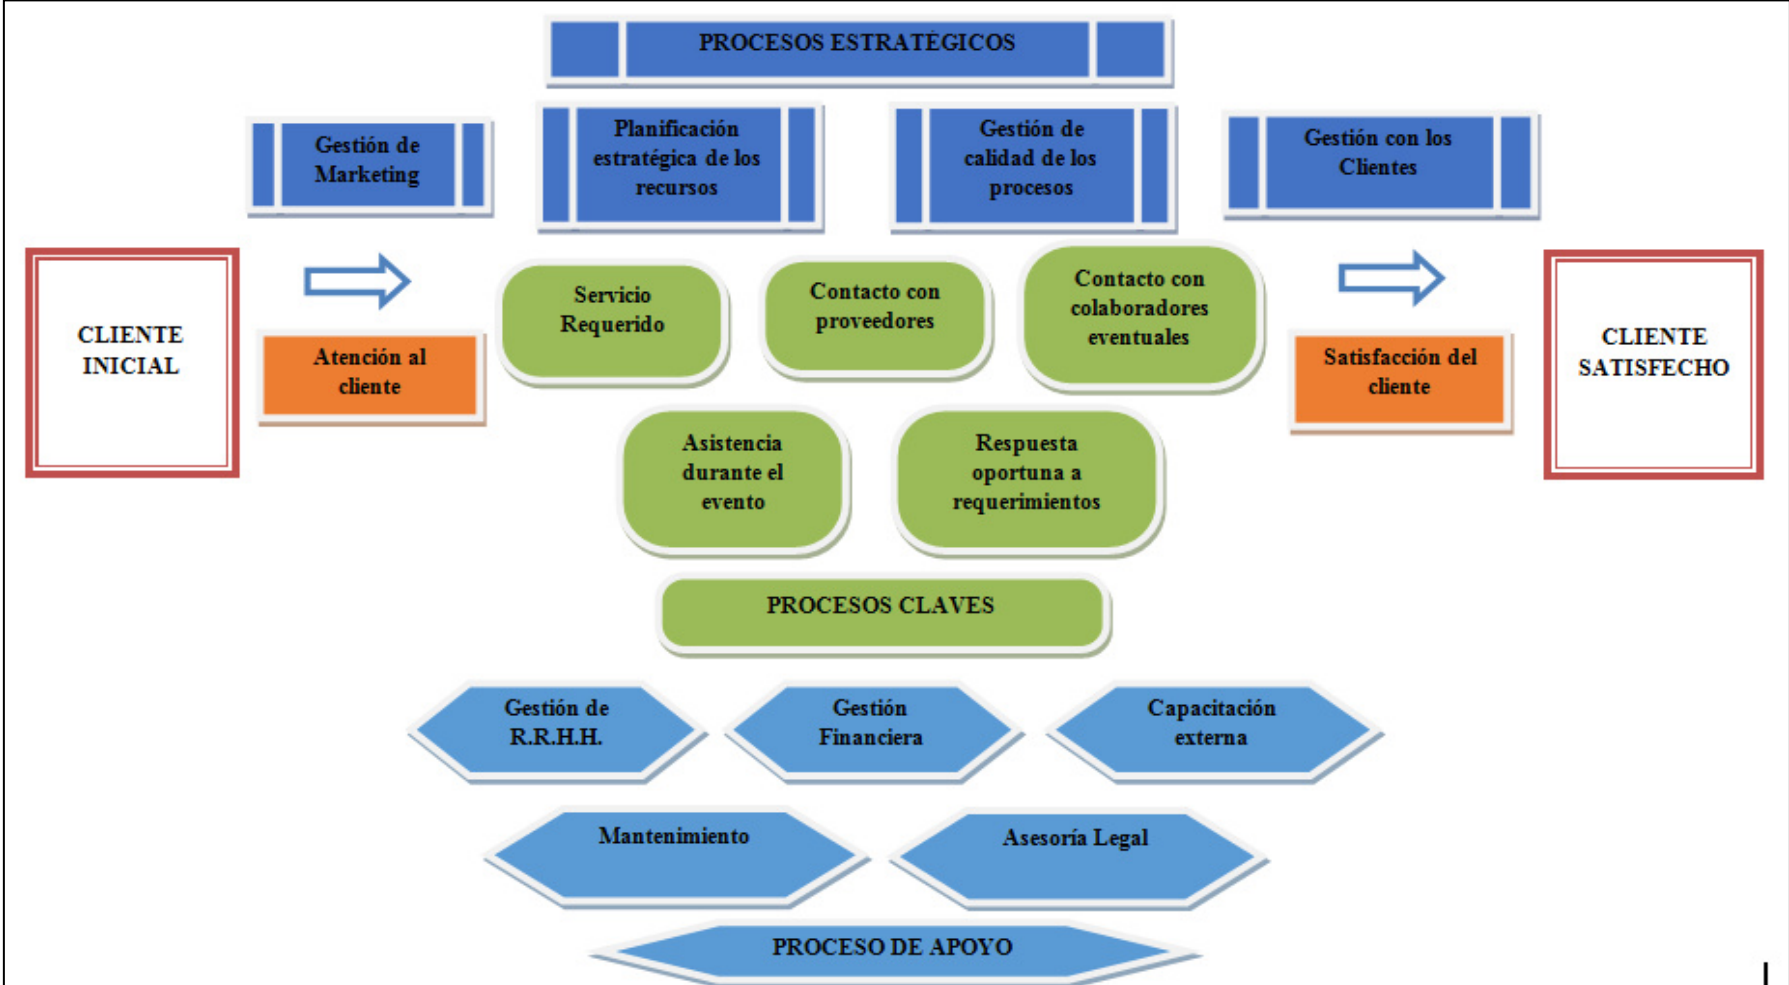 PROCESOS ESTRATÉGICOS
Gestión de
Marketing
Planificación
estratégica de los
recursos
Gestión de
calidad de los
procesos
Gestión con los
Clientes
CLIENTE
INICIAL
Atención al
cliente
Servicio
Requerido
Contacto con
proveedores
Contacto con
colaboradores
eventuales
Satisfacción del
cliente
CLIENTE
SATISFECHO
Asistencia
durante el
evento
Respuesta
oportuna a
requerimientos
PROCESOS CLAVES
Gestión de
R.R.H.H.
Gestión
Financiera
Capacitación
externa
Mantenimiento
Asesoría Legal
PROCESO DE APOYO